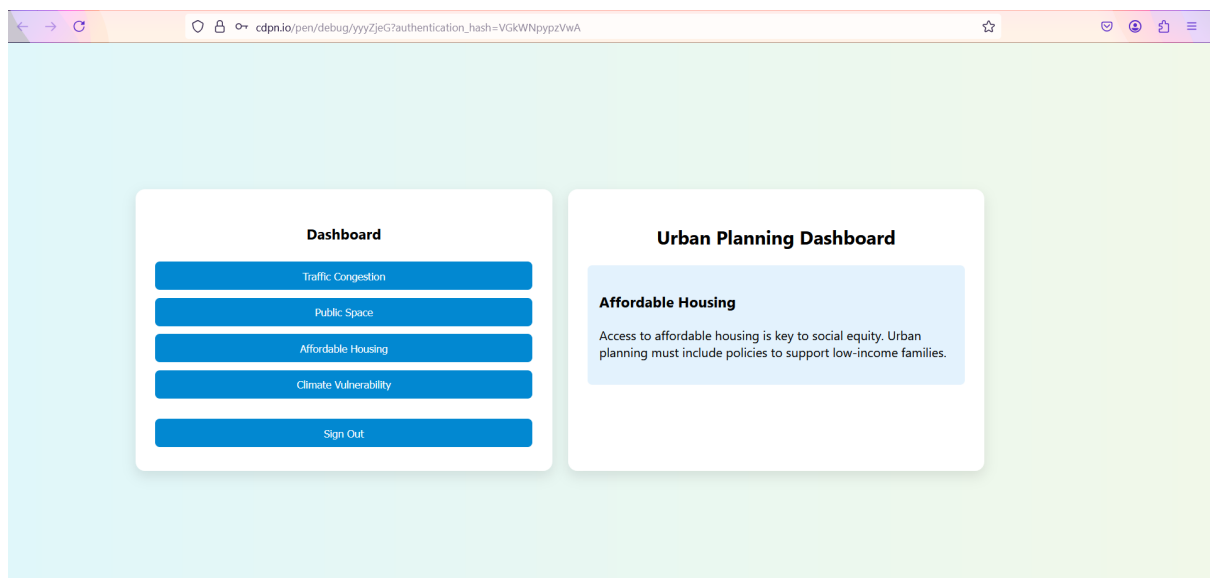 cdpn.io/pen/debug/yyyZjeG?authentication_hash=VGkWNpypzVwA
Dashboard
Traffic Congestion
Public Space
Affordable Housing
Climate Vulnerability
Sign Out
Urban Planning Dashboard
Affordable Housing
Access to affordable housing is key to social equity. Urban
planning must include policies to support low-income families.